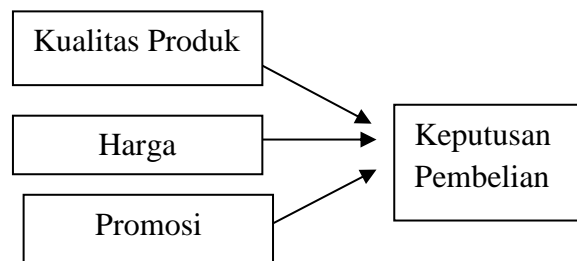 Kualitas Produk
Harga
Promosi
Keputusan
Pembelian